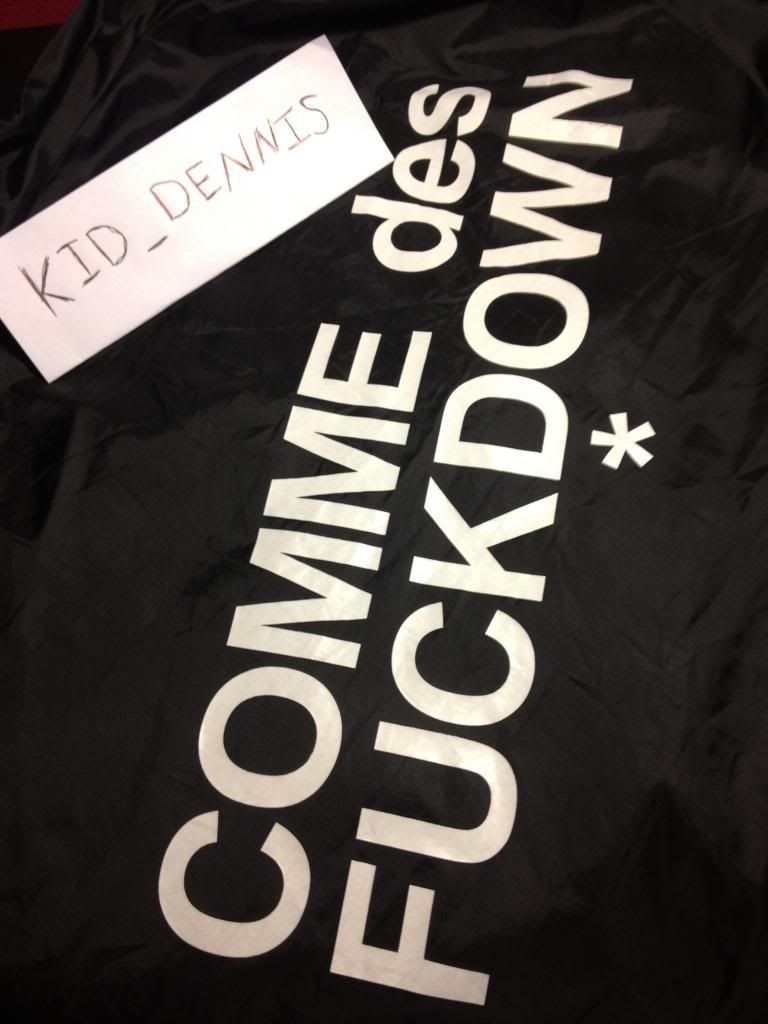 KID_DENNIS
COMME des
FUCKDOWN
*